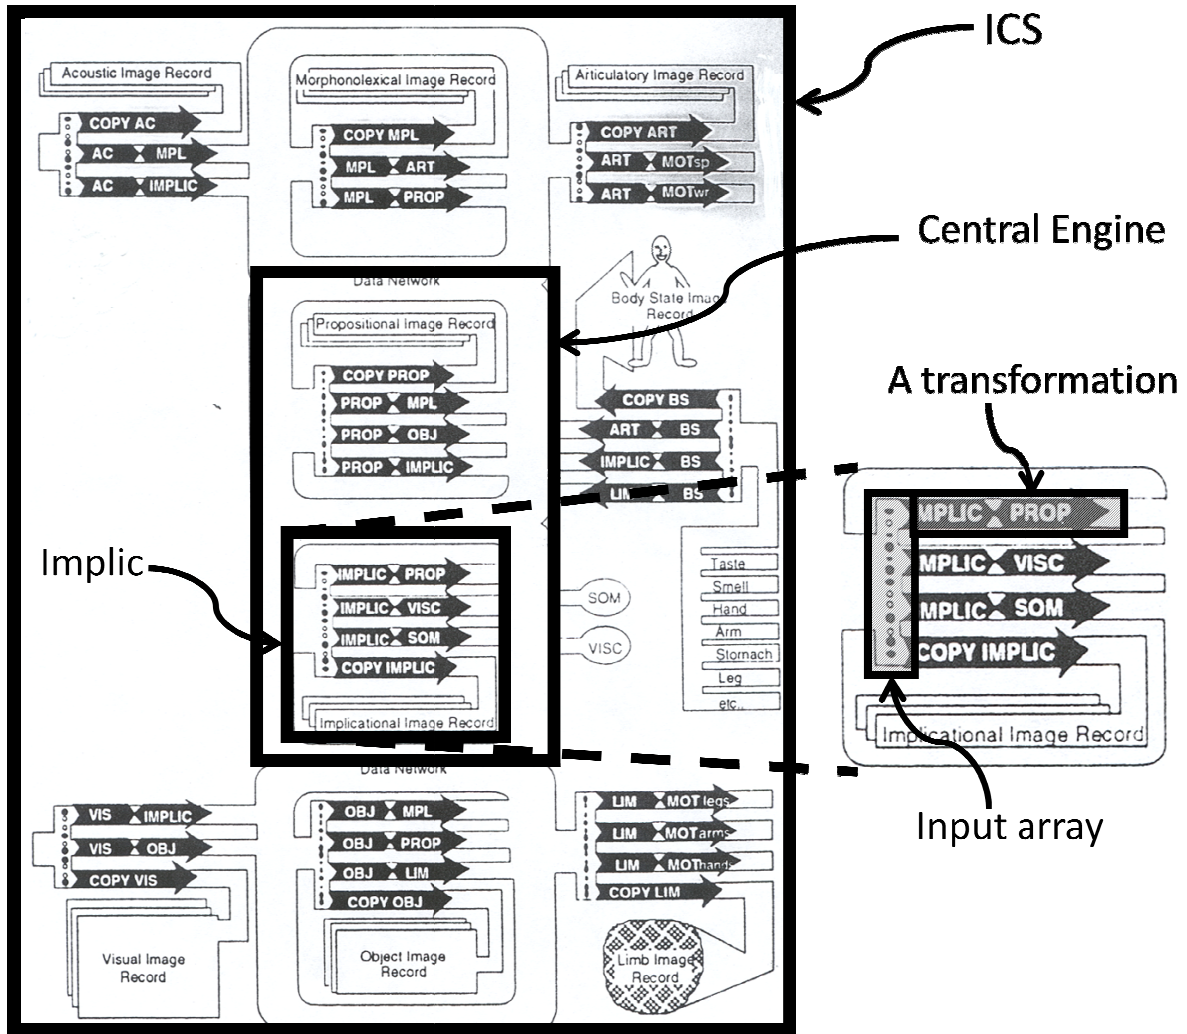 ICS
Central Engine
A transformation
Implic
Input array
Acoustic Image Record
COPY AC
AC MPL
AC IMPLIC
Morphonolexical Image Record
COPY MPL
MPL ART
MPL PROP
Articulatory Image Record
COPY ART
ART MOTsp
ART MOTwr
Data Network
Propositional Image Record
COPY PROP
PROP MPL
PROP OBJ
PROP IMPLIC
Body State Imag
Record
COPY BS
ART BS
IMPLIC BS
LIM BS
IMPLIC PROP
IMPLIC VISC
IMPLIC SOM
COPY IMPLIC
Implicational Image Record
SOM
VISC
Taste
Smell
Hand
Arm
Stomach
Leg
etc..
MPLIC PROP
MPLIC VISC
MPLIC SOM
COPY IMPLIC
Implicational Image Record
Data Network
VIS IMPLIC
VIS OBJ
COPY VIS
Visual Image
Record
OBJ MPL
OBJ PROP
OBJ LIM
COPY OBJ
Object Image
Record
LIM MOTlegs
LIM MOTarms
LIM MOThands
COPY LIM
Limb Image
Record